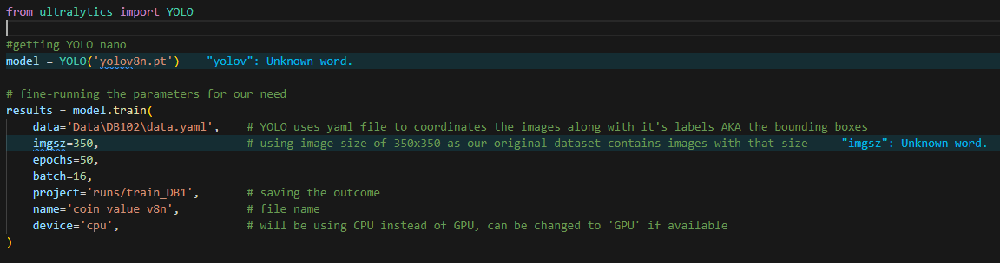 from ultralytics import YOLO
#getting YOLO nano
model = YOLO('yolov8n.pt')    "yolov": Unknown word.
# fine-running the parameters for our need
results = model.train(
    data='Data\DB102\data.yaml',    # YOLO uses yaml file to coordinates the images along with it's labels AKA the bounding boxes
    imgsz=350,                      # using image size of 350x350 as our original dataset contains images with that size    "imgsz": Unknown word.
    epochs=50,
    batch=16,
    project='runs/train_DB1',       # saving the outcome
    name='coin_value_v8n',          # file name
    device='cpu',                   # will be using CPU instead of GPU, can be changed to 'GPU' if available
)